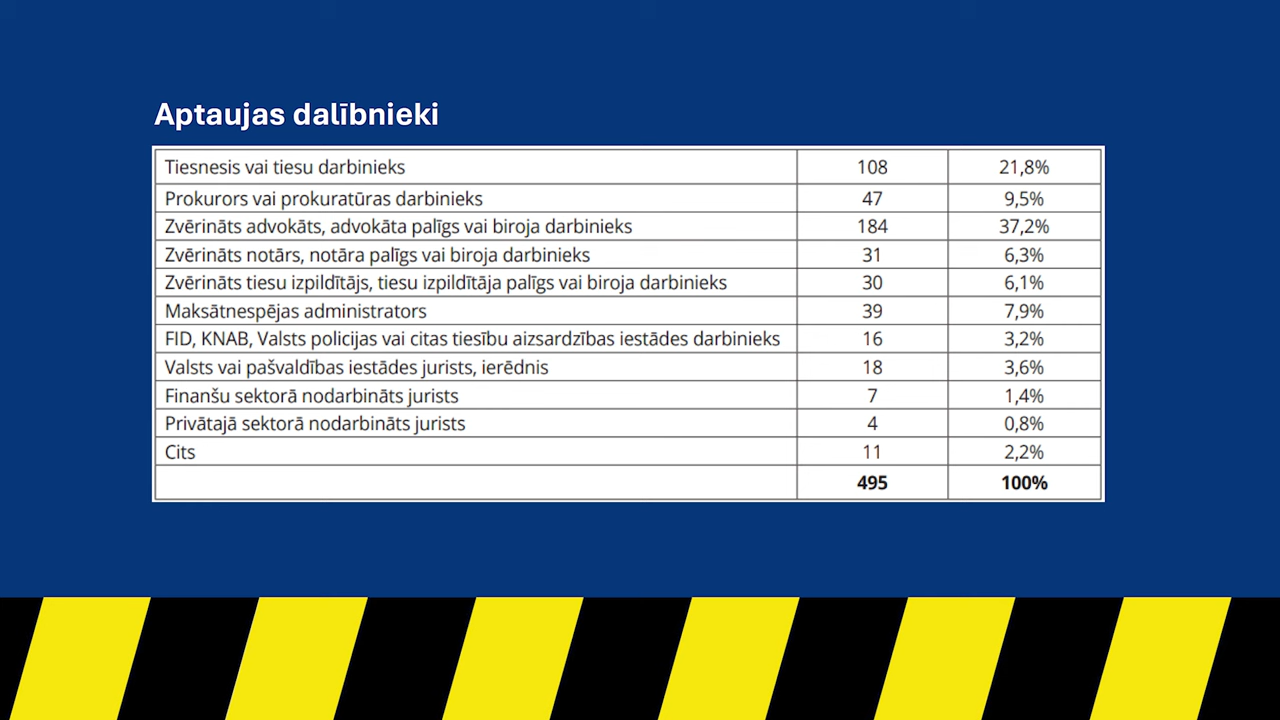 Aptaujas dalībnieki
Tiesnesis vai tiesu darbinieks 108 21,8%
Prokurors vai prokuratūras darbinieks 47 9,5%
Zvērināts advokāts, advokāta palīgs vai biroja darbinieks 184 37,2%
Zvērināts notārs, notāra palīgs vai biroja darbinieks 31 6,3%
Zvērināts tiesu izpildītājs, tiesu izpildītāja palīgs vai biroja darbinieks 30 6,1%
Maksātnespējas administrators 39 7,9%
FID, KNAB, Valsts policijas vai citas tiesību aizsardzības iestādes darbinieks 16 3,2%
Valsts vai pašvaldības iestādes jurists, ierēdnis 18 3,6%
Finanšu sektorā nodarbināts jurists 7 1,4%
Privātajā sektorā nodarbināts jurists 4 0,8%
Cits 11 2,2%
495 100%